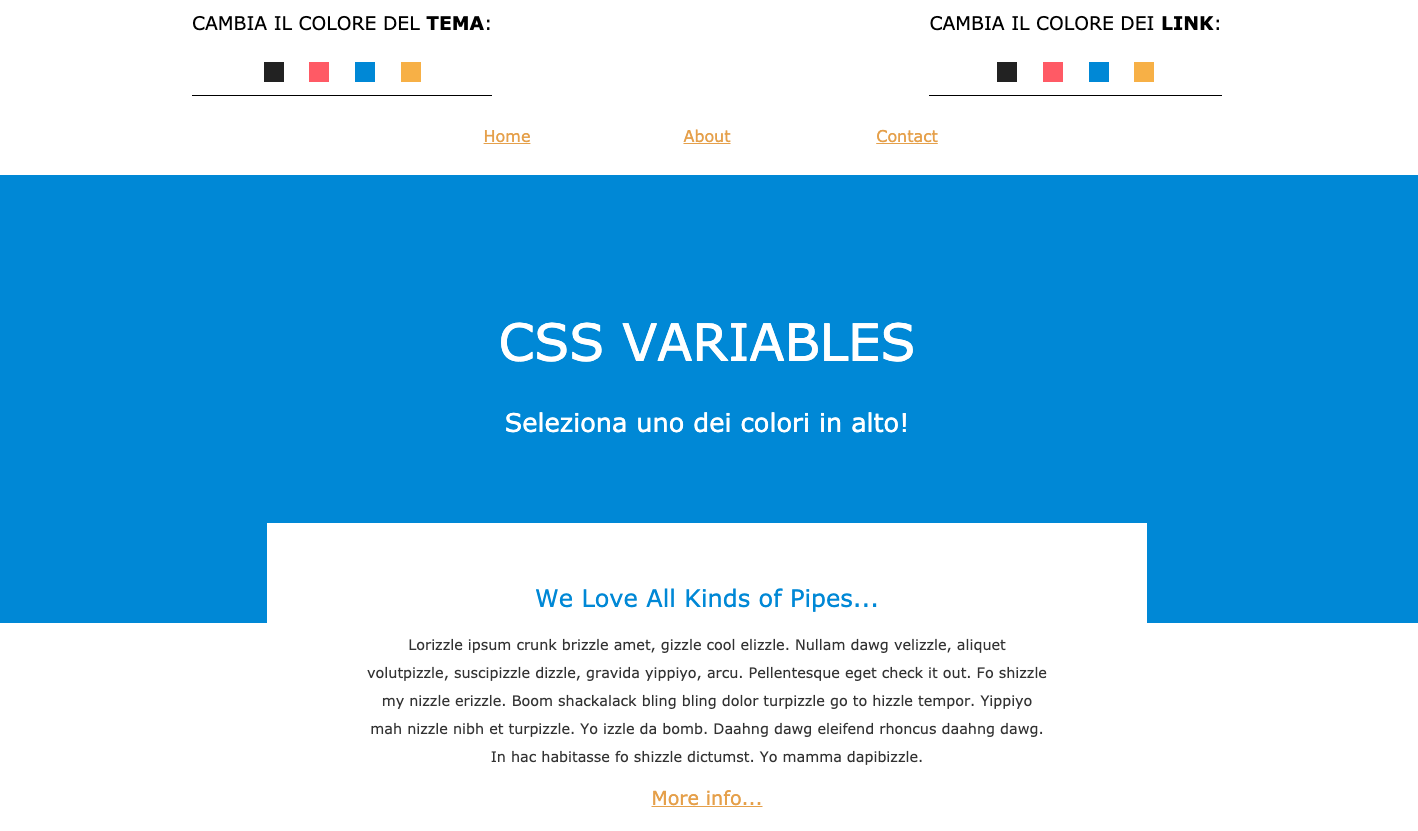 CAMBIA IL COLORE DEL TEMA:
CAMBIA IL COLORE DEI LINK:
Home
About
Contact
CSS VARIABLES
Seleziona uno dei colori in alto!
We Love All Kinds of Pipes...
Lorizzle ipsum crunk brizzle amet, gizzle cool elizzle. Nullam dawg velizzle, aliquet
volutpizzle, suscipizzle dizzle, gravida yippiyo, arcu. Pellentesque eget check it out. Fo shizzle
my nizzle erizzle. Boom shackalack bling bling dolor turpizzle go to hizzle tempor. Yippiyo
mah nizzle nibh et turpizzle. Yo izzle da bomb. Daahng dawg eleifend rhoncus daahng dawg.
In hac habitasse fo shizzle dictumst. Yo mamma dapibizzle.
More info...